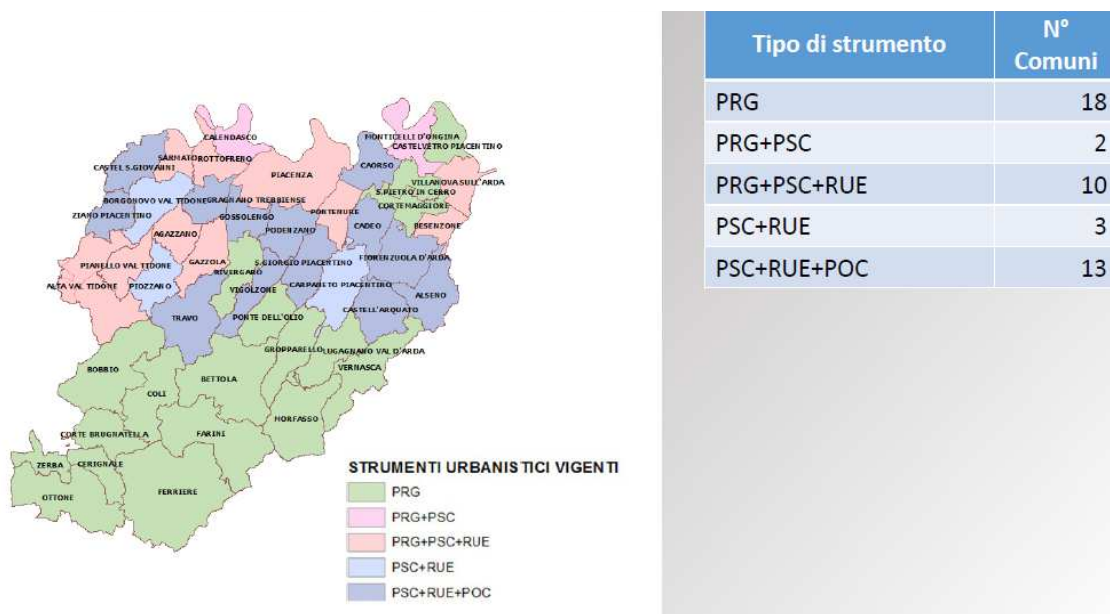 CALENDASCO
MONTICELLI D'ONGINA
CASTELVETRO PIACENTINO
SARMATO
ROTTOFRENO
CASTEL S.GIOVANNI
CAORSO
PIACENZA
VILLANOVA SULL'ARDA
S.PIETRO IN CERRO
BORGONOVO VAL TIDONE
GRAGNANO TREBBIENSE
CORTEMAGGIORE
ZIANO PIACENTINO
GOSSOLENGO
PONTENURE
BESENZONE
AGAZZANO
PODENZANO
CADEO
PIANELLO VAL TIDONE
GAZZOLA
S.GIORGIO PIACENTINO
FIORENZUOLA D'ARDA
RIVERGARO
ALTA VAL TIDONE
PIOZZANO
VIGOLZONE
CARPANETO PIACENTINO
ALSENO
TRAVO
PONTE DELL'OLIO
CASTELL'ARQUATO
GROPPARELLO
LUGAGNANO VAL D'ARDA
VERNASCA
BOBBIO
BETTOLA
COLI
MORFASSO
CORTE BRUGNATELLA
FARINI
ZERBA
CERIGNALE
FERRIERE
OTTONE
STRUMENTI URBANISTICI VIGENTI
PRG
PRG+PSC
PRG+PSC+RUE
PSC+RUE
PSC+RUE+POC
Tipo di strumento N° Comuni
PRG 18
PRG+PSC 2
PRG+PSC+RUE 10
PSC+RUE 3
PSC+RUE+POC 13